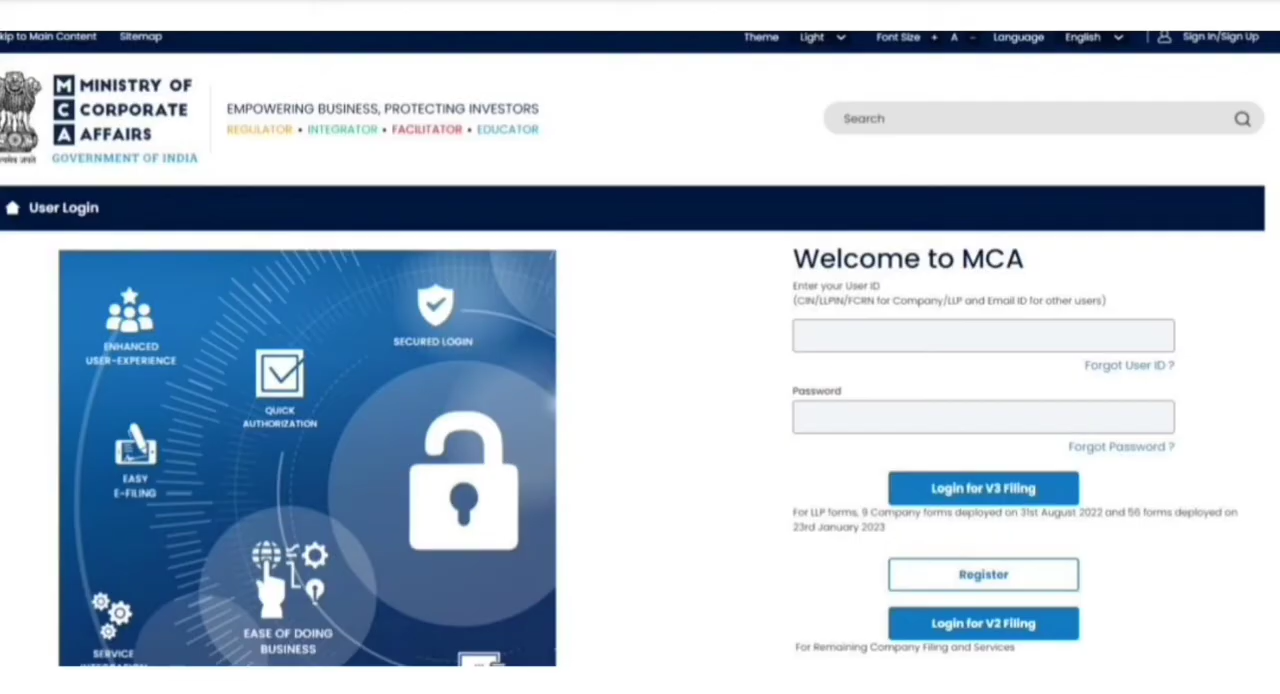 kip to Main Content Sitemap Theme Light Font Size + A - Language English Sign In/Sign Up
M MINISTRY OF
C CORPORATE
A AFFAIRS
GOVERNMENT OF INDIA
EMPOWERING BUSINESS, PROTECTING INVESTORS
REGULATOR • INTEGRATOR • FACILITATOR • EDUCATOR
Search
User Login
ENHANCED
USER-EXPERIENCE
SECURED LOGIN
QUICK
AUTHORIZATION
EASY
E-FILING
EASE OF DOING
BUSINESS
SERVICE
Welcome to MCA
Enter your User ID
(CIN/LLPIN/FCRN for Company/LLP and Email ID for other users)
Forgot User ID ?
Password
Forgot Password ?
Login for V3 Filing
For LLP forms, 9 Company forms deployed on 31st August 2022 and 56 forms deployed on
23rd January 2023
Register
Login for V2 Filing
For Remaining Company Filing and Services